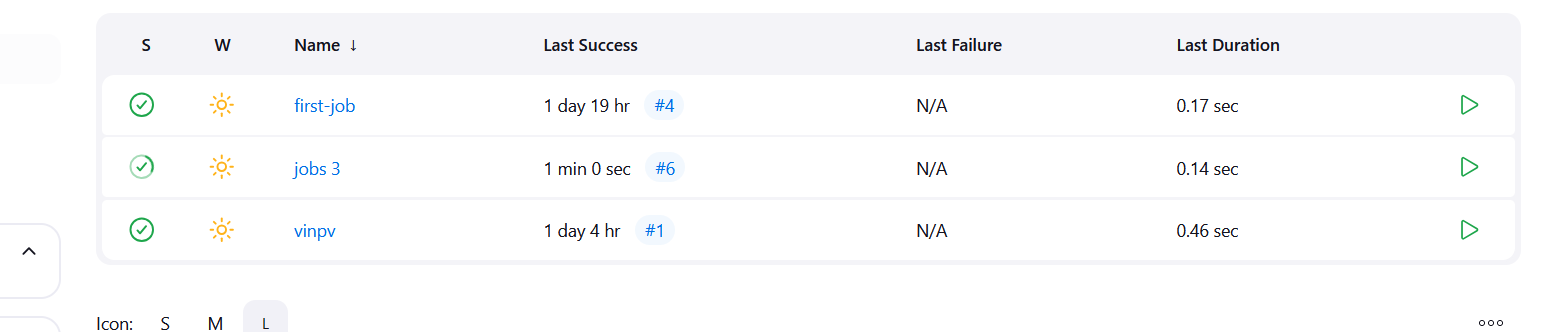 S W Name ↓ Last Success Last Failure Last Duration
first-job 1 day 19 hr #4 N/A 0.17 sec
jobs 3 1 min 0 sec #6 N/A 0.14 sec
vinpv 1 day 4 hr #1 N/A 0.46 sec
Icon: S M L